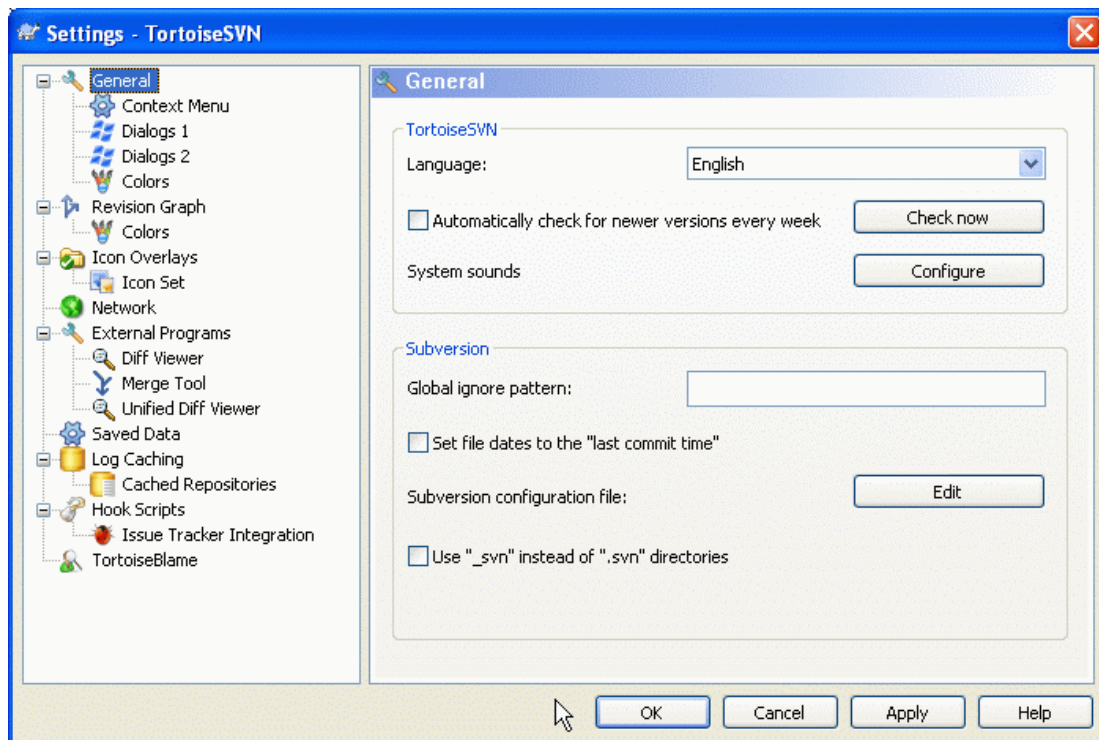 Settings - TortoiseSVN
General
Context Menu
Dialogs 1
Dialogs 2
Colors
Revision Graph
Colors
Icon Overlays
Icon Set
Network
External Programs
Diff Viewer
Merge Tool
Unified Diff Viewer
Saved Data
Log Caching
Cached Repositories
Hook Scripts
Issue Tracker Integration
TortoiseBlame
General
TortoiseSVN
Language: English
Automatically check for newer versions every week Check now
System sounds Configure
Subversion
Global ignore pattern:
Set file dates to the "last commit time"
Subversion configuration file: Edit
Use "_svn" instead of ".svn" directories
OK Cancel Apply Help